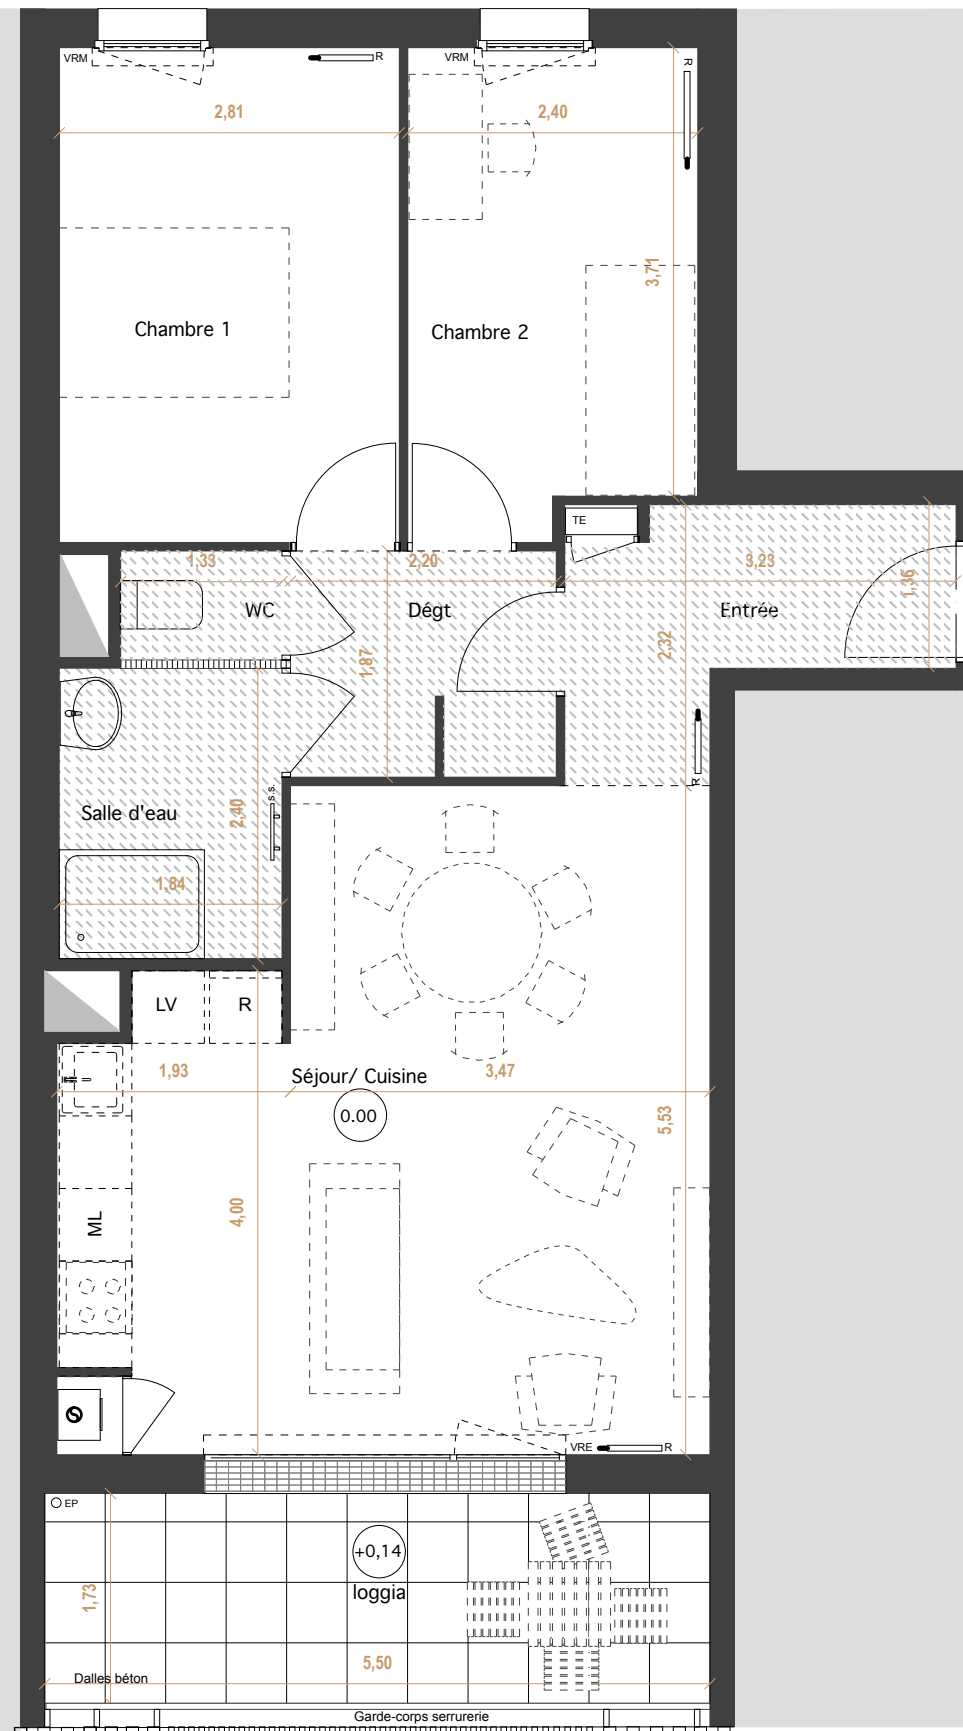 VRM
R
VRM
R
2,81
2,40
3,71
Chambre 1
Chambre 2
TE
1,33
2,20
3,23
1,36
WC
Dégt
Entrée
1,87
2,32
R
s.s.
Salle d'eau
2,40
1,84
LV
R
1,93
Séjour/ Cuisine
3,47
0.00
5,53
4,00
ML
VRE
R
EP
+0,14
loggia
1,73
5,50
Dalles béton
Garde-corps serrurerie